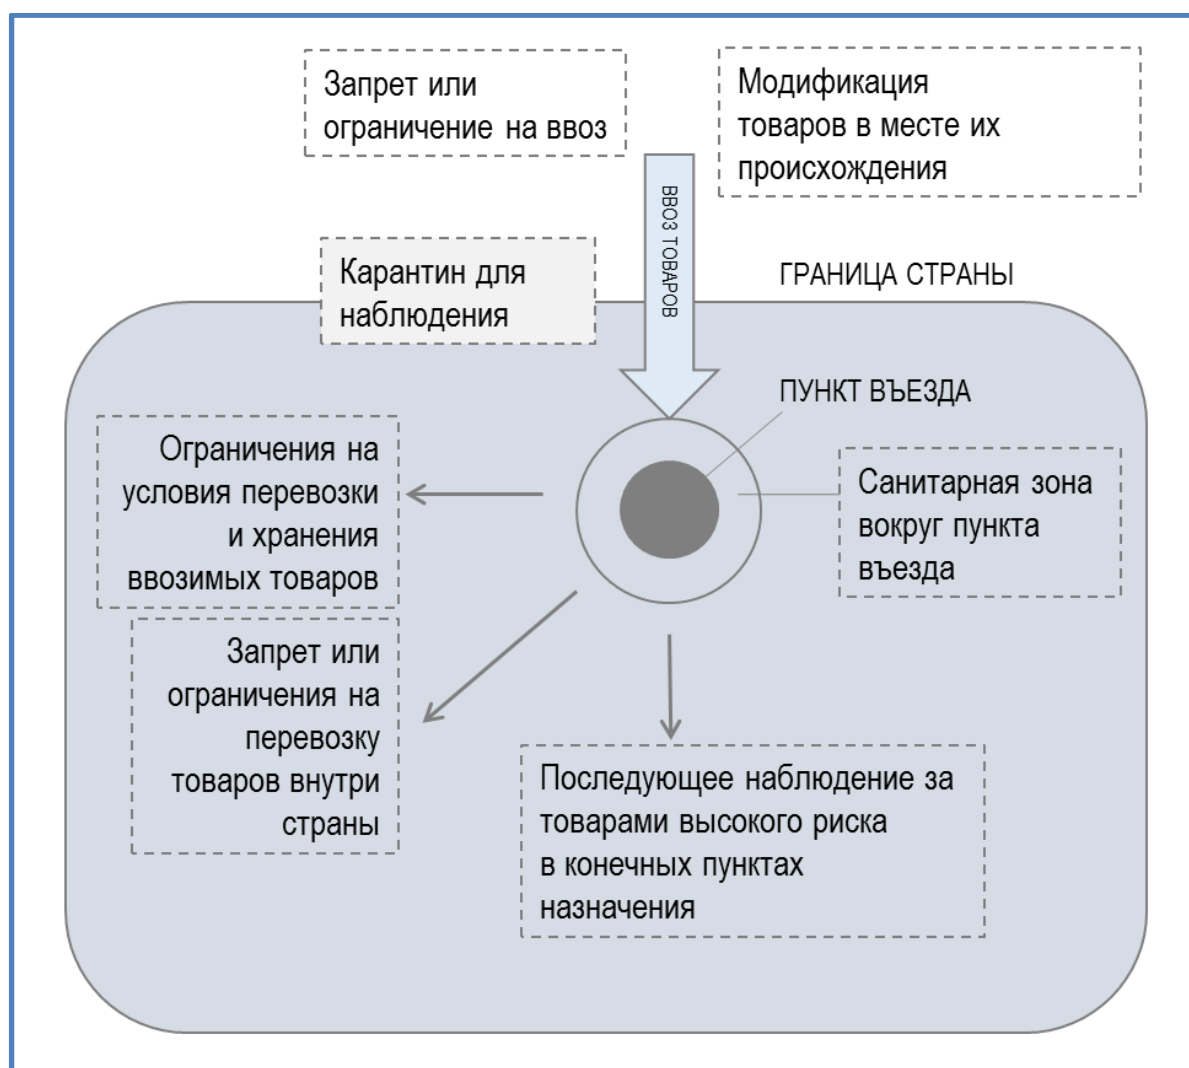 Запрет или
ограничение на ввоз
Модификация
товаров в месте их
происхождения
ВВОЗ ТОВАРОВ
Карантин для
наблюдения
ГРАНИЦА СТРАНЫ
ПУНКТ ВЪЕЗДА
Ограничения на
условия перевозки
и хранения
ввозимых товаров
Санитарная зона
вокруг пункта
въезда
Запрет или
ограничения на
перевозку
товаров внутри
страны
Последующее наблюдение за
товарами высокого риска
в конечных пунктах
назначения